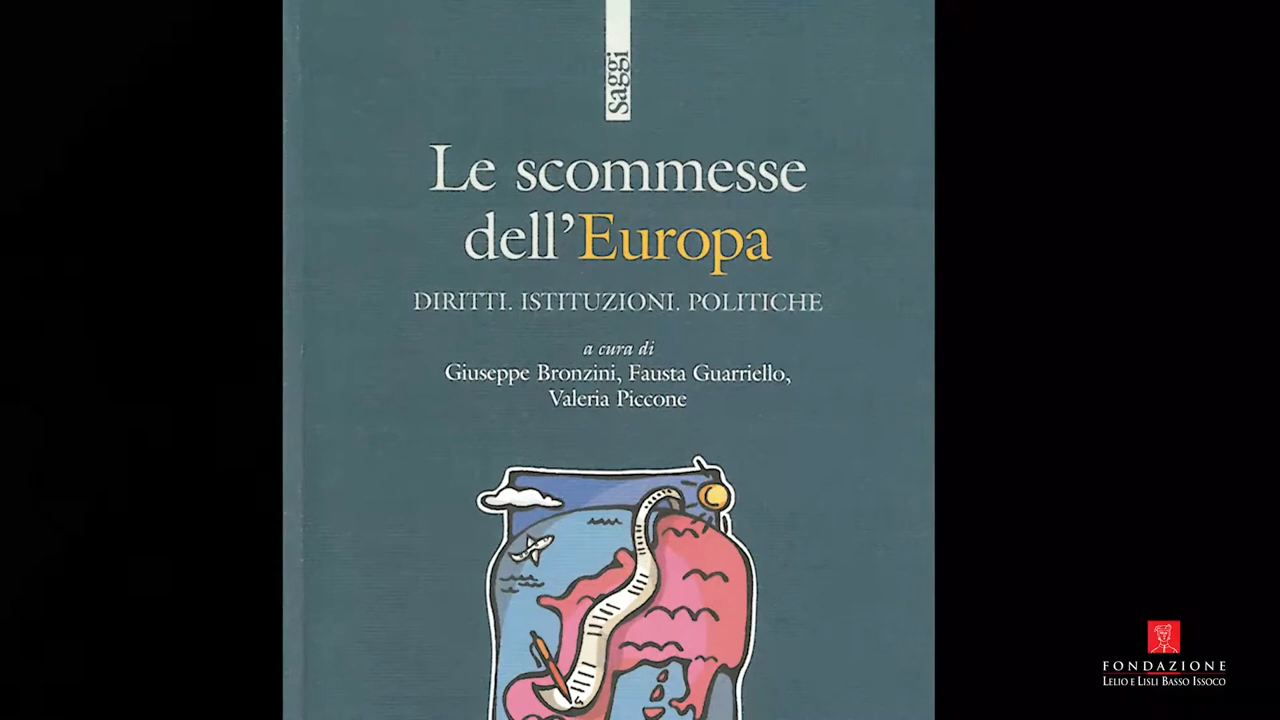 saggi
Le scommesse
dell'Europa
DIRITTI. ISTITUZIONI. POLITICHE
a cura di
Giuseppe Bronzini, Fausta Guarriello,
Valeria Piccone
FONDAZIONE
LELIO E LISLI BASSO ISSOCO